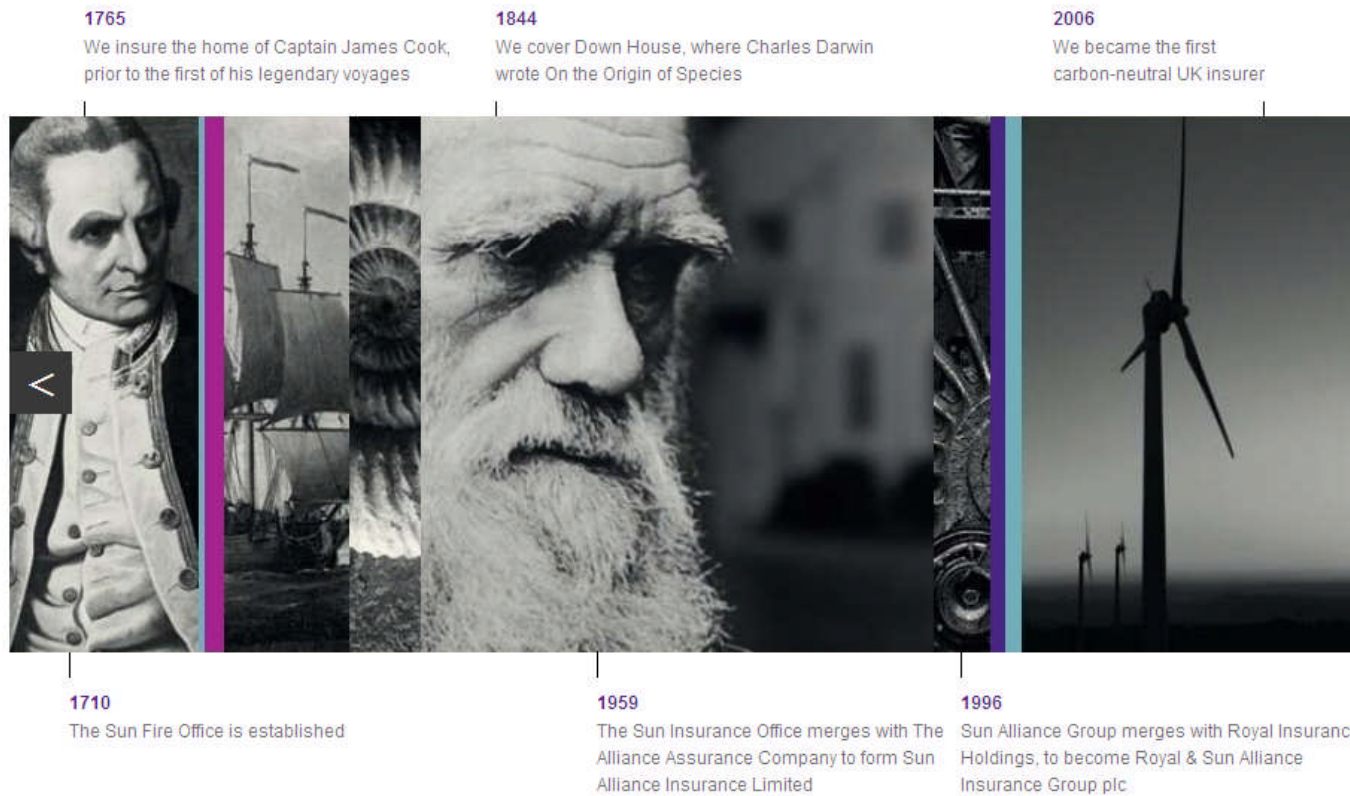 1765
We insure the home of Captain James Cook,
prior to the first of his legendary voyages
1844
We cover Down House, where Charles Darwin
wrote On the Origin of Species
2006
We became the first
carbon-neutral UK insurer
<
1710
The Sun Fire Office is established
1959
The Sun Insurance Office merges with The
Alliance Assurance Company to form Sun
Alliance Insurance Limited
1996
Sun Alliance Group merges with Royal Insuranc
Holdings, to become Royal & Sun Alliance
Insurance Group plc